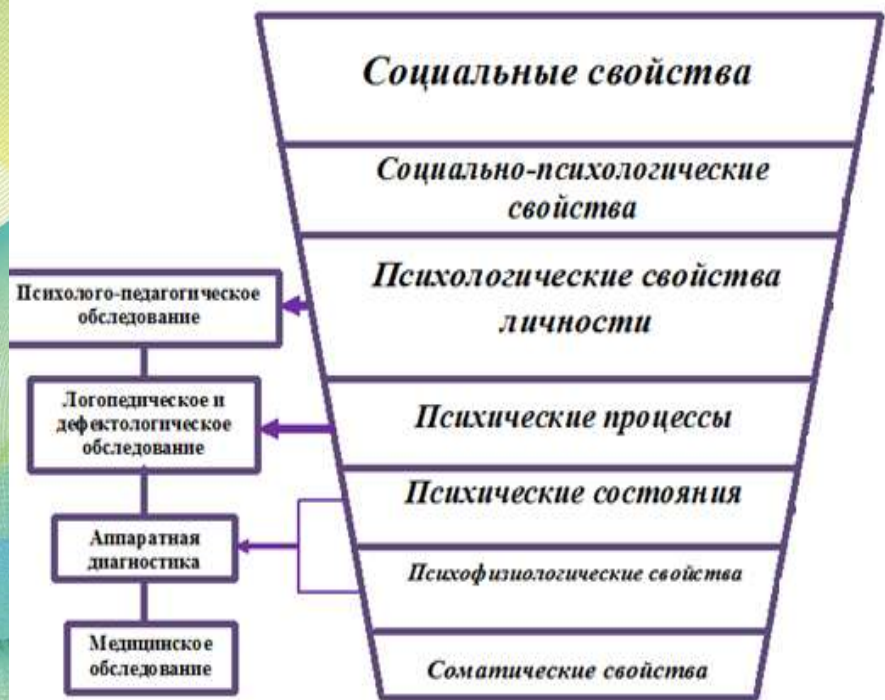 Социальные свойства
Социально-психологические
свойства
Психологические свойства
личности
Психические процессы
Психические состояния
Психофизиологические свойства
Соматические свойства
Психолого-педагогическое
обследование
Логопедическое и
дефектологическое
обследование
Аппаратная
диагностика
Медицинское
обследование